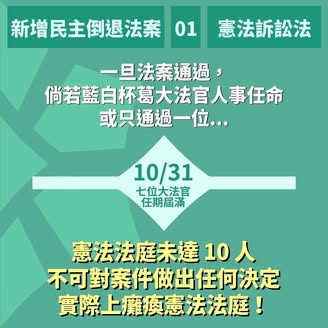 新增民主倒退法案 01 憲法訴訟法
一旦法案通過，
倘若藍白杯葛大法官人事任命
或只通過一位...
10/31
七位大法官
任期屆滿
憲法法庭未達 10 人
不可對案件做出任何決定
實際上癱瘓憲法法庭！